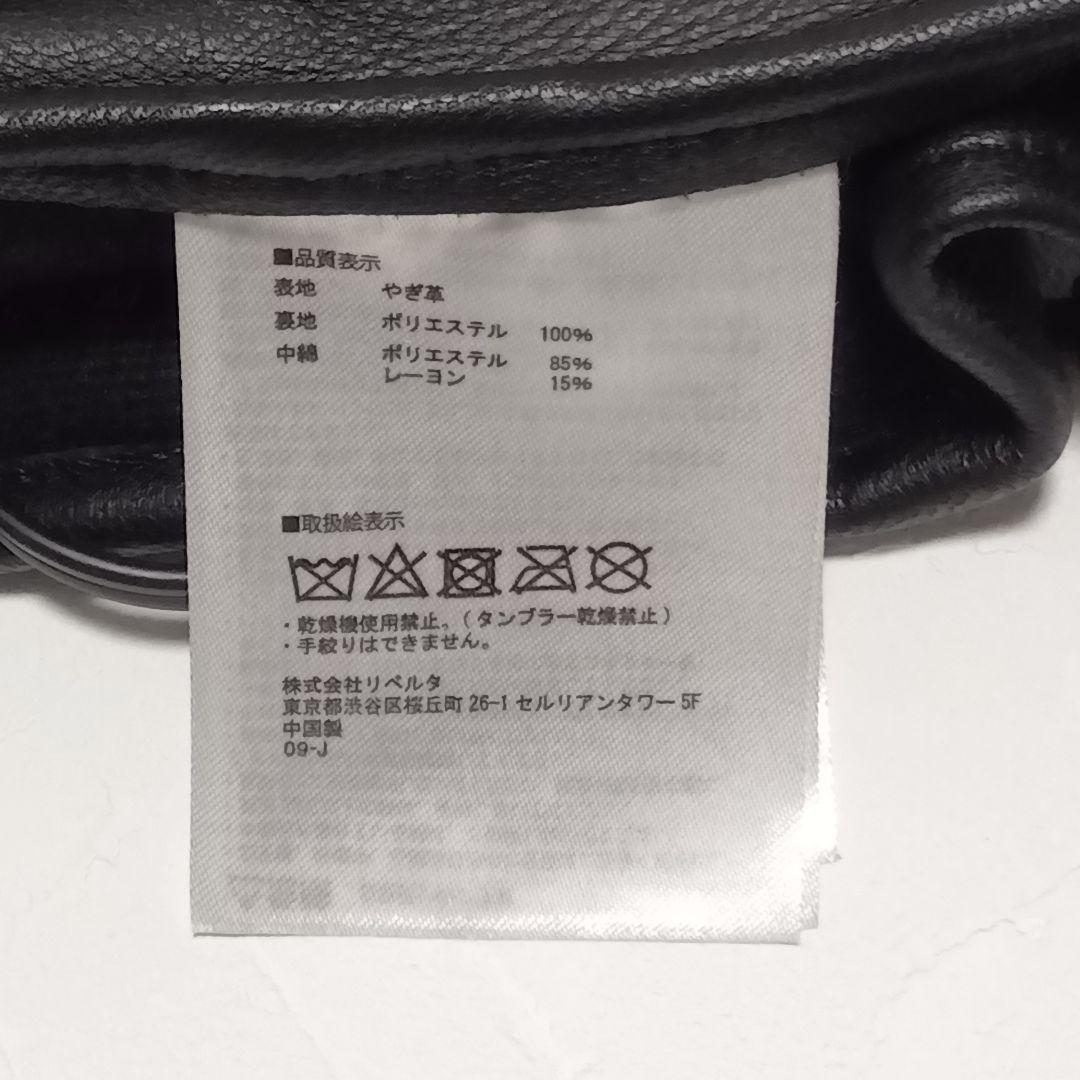 ■品質表示
表地 やぎ革
裏地 ポリエステル 100%
中綿 ポリエステル 85%
レーヨン 15%
■取扱絵表示
・乾燥機使用禁止。(タンブラー乾燥禁止)
・手絞りはできません。
株式会社リベルタ
東京都渋谷区桜丘町 26-1 セルリアンタワー 5F
中国製
09-J